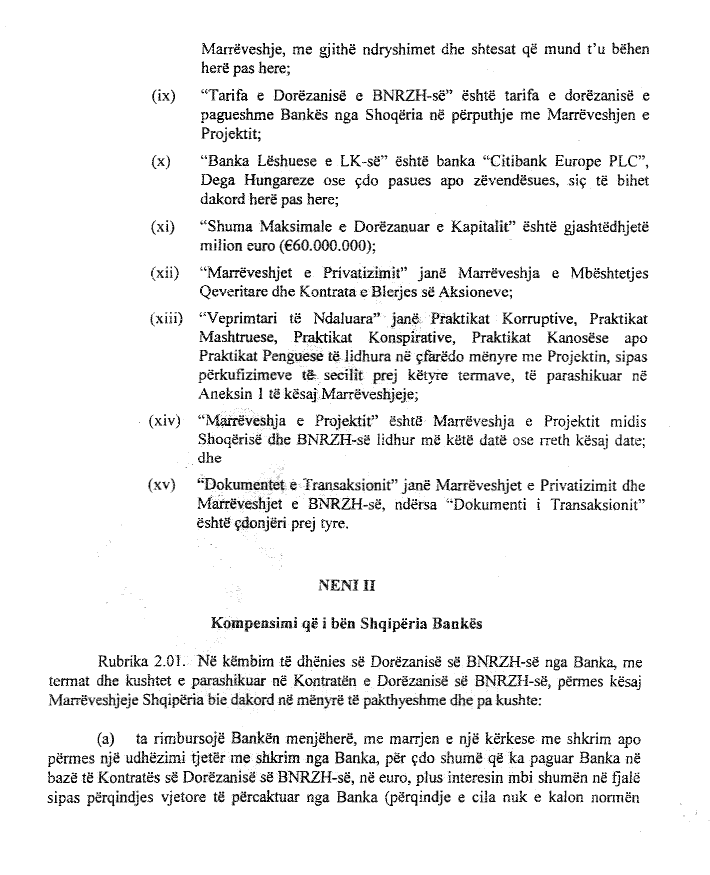 Marrëveshje, me gjithë ndryshimet dhe shtesat që mund t'u bëhen
herë pas here;
(ix) “Tarifa e Dorëzanisë e BNRZH-së” është tarifa e dorëzanisë e
pagueshme Bankës nga Shoqëria në përputhje me Marrëveshjen e
Projektit;
(x) “Banka Lëshuese e LK-së” është banka “Citibank Europe PLC”,
Dega Hungareze ose çdo pasues apo zëvendësues, siç të bihet
dakord herë pas here;
(xi) “Shuma Maksimale e Dorëzanuar e Kapitalit” është gjashtëdhjetë
milion euro (€60.000.000);
(xii) “Marrëveshjet e Privatizimit” janë Marrëveshja e Mbështetjes
Qeveritare dhe Kontrata e Blerjes së Aksioneve;
(xiii) “Veprimtari të Ndaluara” janë Praktikat Korruptive, Praktikat
Mashtruese, Praktikat Konspirative, Praktikat Kanosëse apo
Praktikat Penguese të lidhura në çfarëdo mënyre me Projektin, sipas
përkufizimeve të secilit prej këtyre termave, të parashikuar në
Aneksin 1 të kësaj Marrëveshjeje;
(xiv) “Marrëveshja e Projektit” është Marrëveshja e Projektit midis
Shoqërisë dhe BNRZH-së lidhur më këtë datë ose rreth kësaj date;
dhe
(xv) “Dokumentet e Transaksionit” janë Marrëveshjet e Privatizimit dhe
Marrëveshjet e BNRZH-së, ndërsa “Dokumenti i Transaksionit”
është çdonjëri prej tyre.
NENI II
Kompensimi që i bën Shqipëria Bankës
Rubrika 2.01. Në këmbim të dhënies së Dorëzanisë së BNRZH-së nga Banka, me
termat dhe kushtet e parashikuar në Kontratën e Dorëzanisë së BNRZH-së, përmes kësaj
Marrëveshjeje Shqipëria bie dakord në mënyrë të pakthyeshme dhe pa kushte:
(a) ta rimbursojë Bankën menjëherë, me marrjen e një kërkese me shkrim apo
përmes një udhëzimi tjetër me shkrim nga Banka, për çdo shumë që ka paguar Banka në
bazë të Kontratës së Dorëzanisë së BNRZH-së, në euro, plus interesin mbi shumën në fjalë
sipas përqindjes vjetore të përcaktuar nga Banka (përqindje e cila nuk e kalon normën